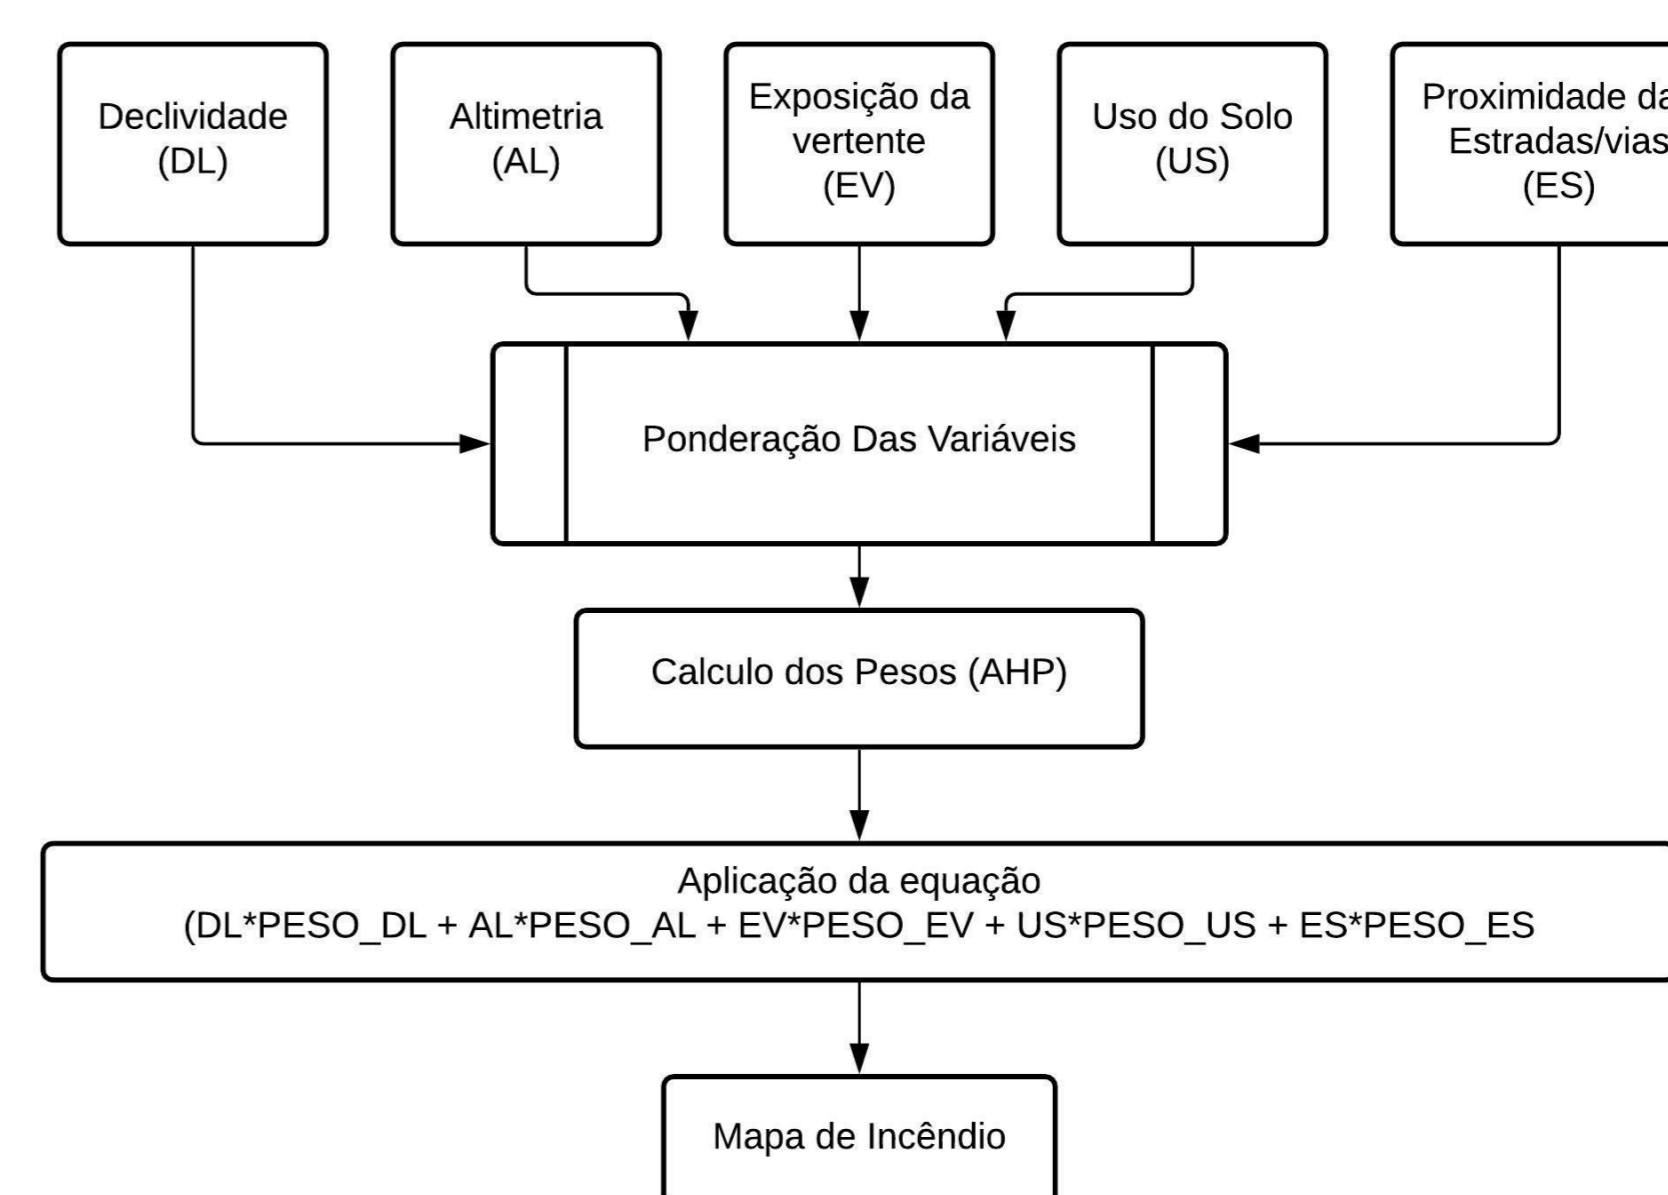 Declividade
(DL)
Altimetria
(AL)
Exposição da
vertente
(EV)
Uso do Solo
(US)
Proximidade
Estradas/vias
(ES)
Ponderação Das Variáveis
Calculo dos Pesos (AHP)
Aplicação da equação
(DL*PESO_DL + AL*PESO_AL + EV*PESO_EV + US*PESO_US + ES*PESO_ES
Mapa de Incêndio